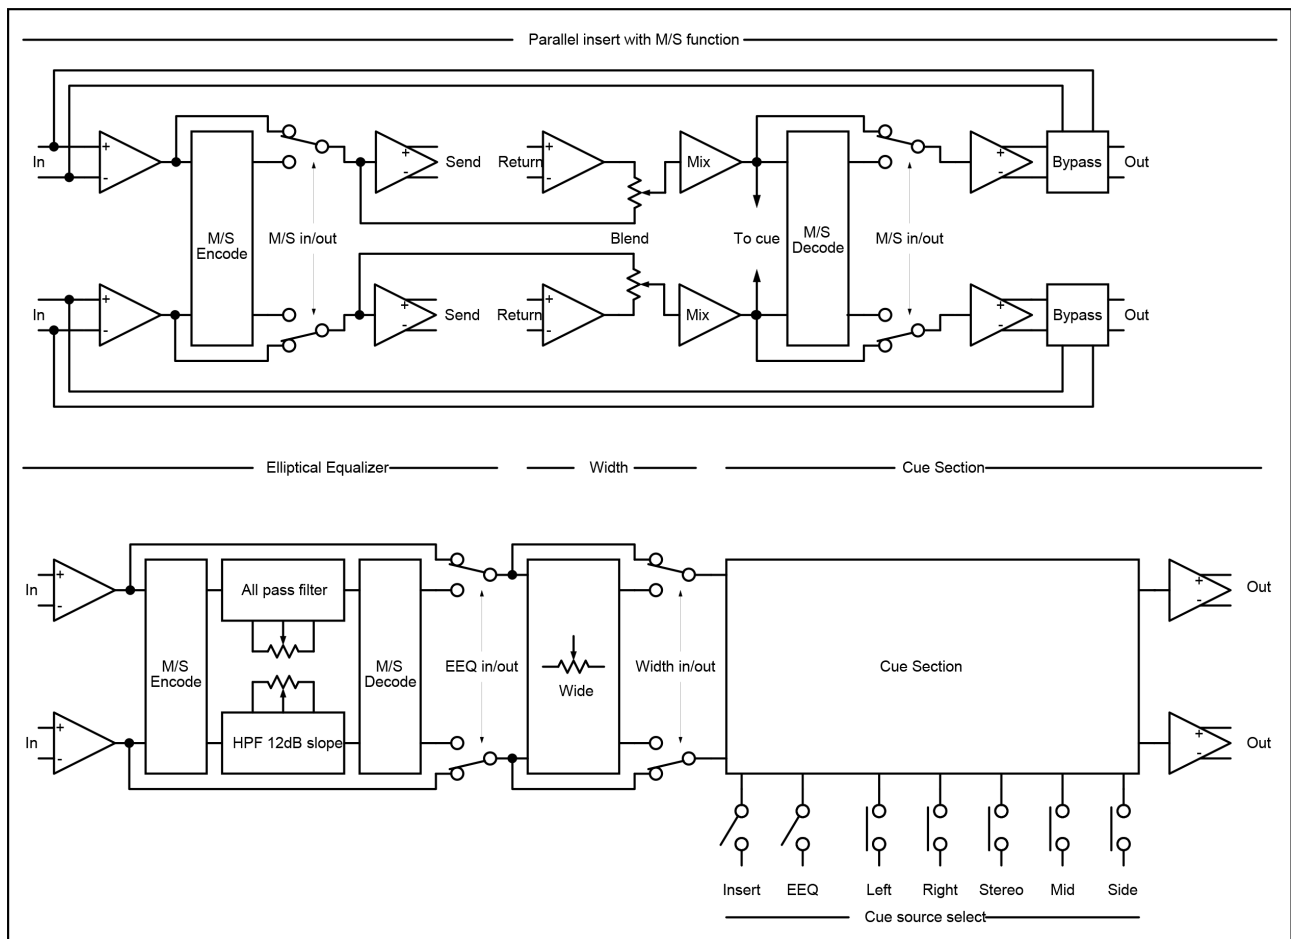 Parallel insert with M/S function
+
-
In
M/S
Encode
M/S in/out
+
-
Send
Return
+
-
Blend
Mix
To cue
M/S
Decode
M/S in/out
+
-
Bypass
Out
In
+
-
+
-
Send
Return
+
-
Mix
+
-
Bypass
Out
Elliptical Equalizer
Width
Cue Section
In
+
-
M/S
Encode
All pass filter
HPF 12dB slope
M/S
Decode
EEQ in/out
Wide
Width in/out
Cue Section
+
-
Out
In
+
-
+
-
Out
Insert
EEQ
Left
Right
Stereo
Mid
Side
Cue source select